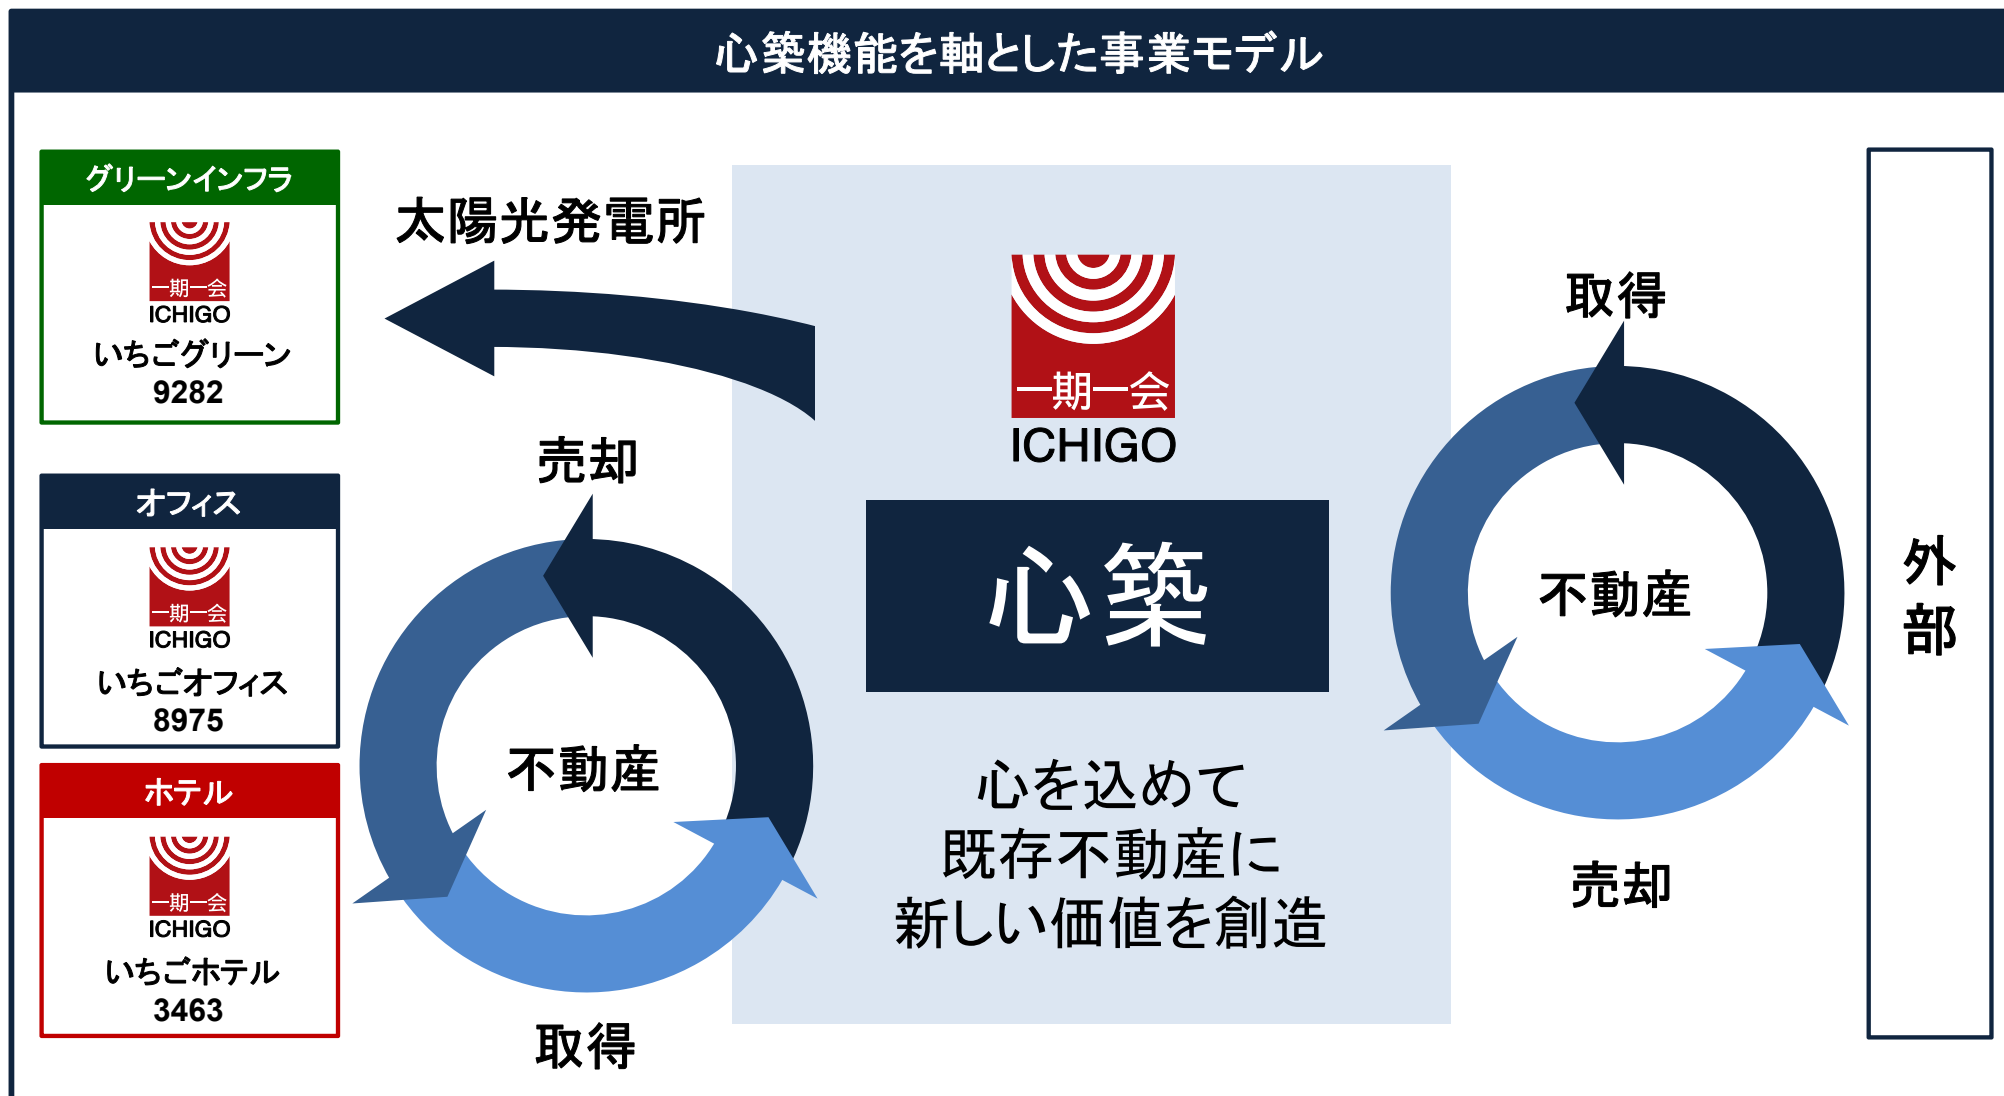 心築機能を軸とした事業モデル
グリーンインフラ
一期一会
ICHIGO
いちごグリーン
9282
オフィス
一期一会
ICHIGO
いちごオフィス
8975
ホテル
一期一会
ICHIGO
いちごホテル
3463
太陽光発電所
売却
不動産
取得
一期一会
ICHIGO
心築
心を込めて
既存不動産に
新しい価値を創造
取得
不動産
売却
外部